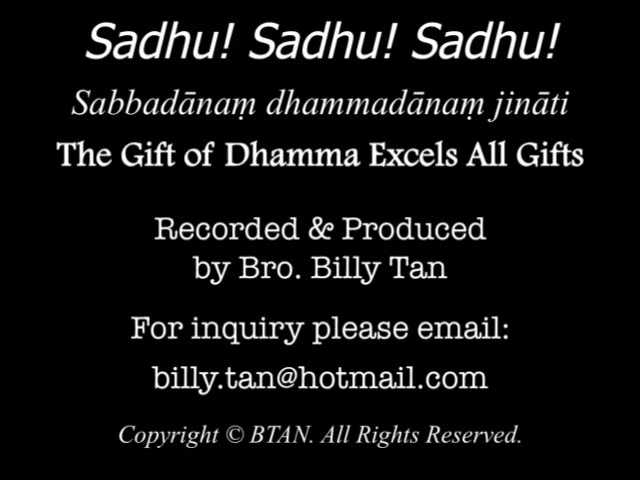 Sadhu! Sadhu! Sadhu!
Sabbadānaṃ dhammadānaṃ jināti
The Gift of Dhamma Excels All Gifts
Recorded & Produced
by Bro. Billy Tan
For inquiry please email:
billy.tan@hotmail.com
Copyright © BTAN. All Rights Reserved.